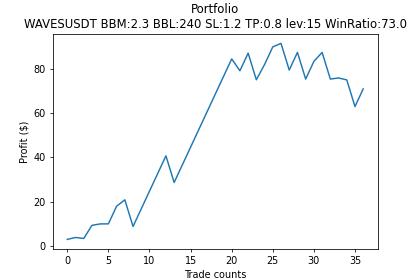 Portfolio
WAVESUSDT BBM:2.3 BBL:240 SL:1.2 TP:0.8 lev:15 WinRatio:73.0
Profit ($)
80
60
40
20
0
0 5 10 15 20 25 30 35
Trade counts